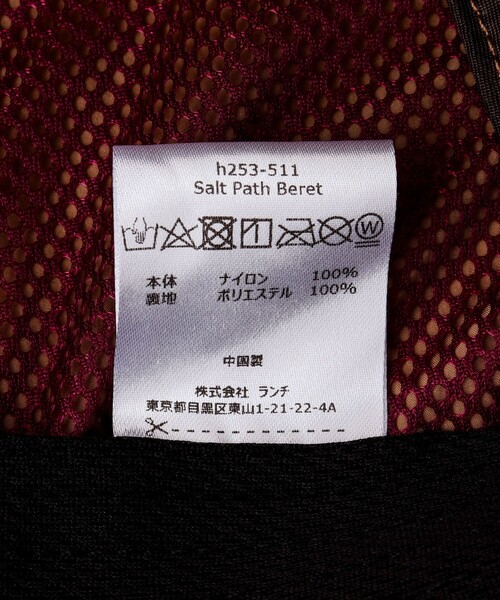 h253-511
Salt Path Beret
W
本体 ナイロン 100%
裏地 ポリエステル 100%
中国製
株式会社 ランチ
東京都目黒区東山1-21-22-4A